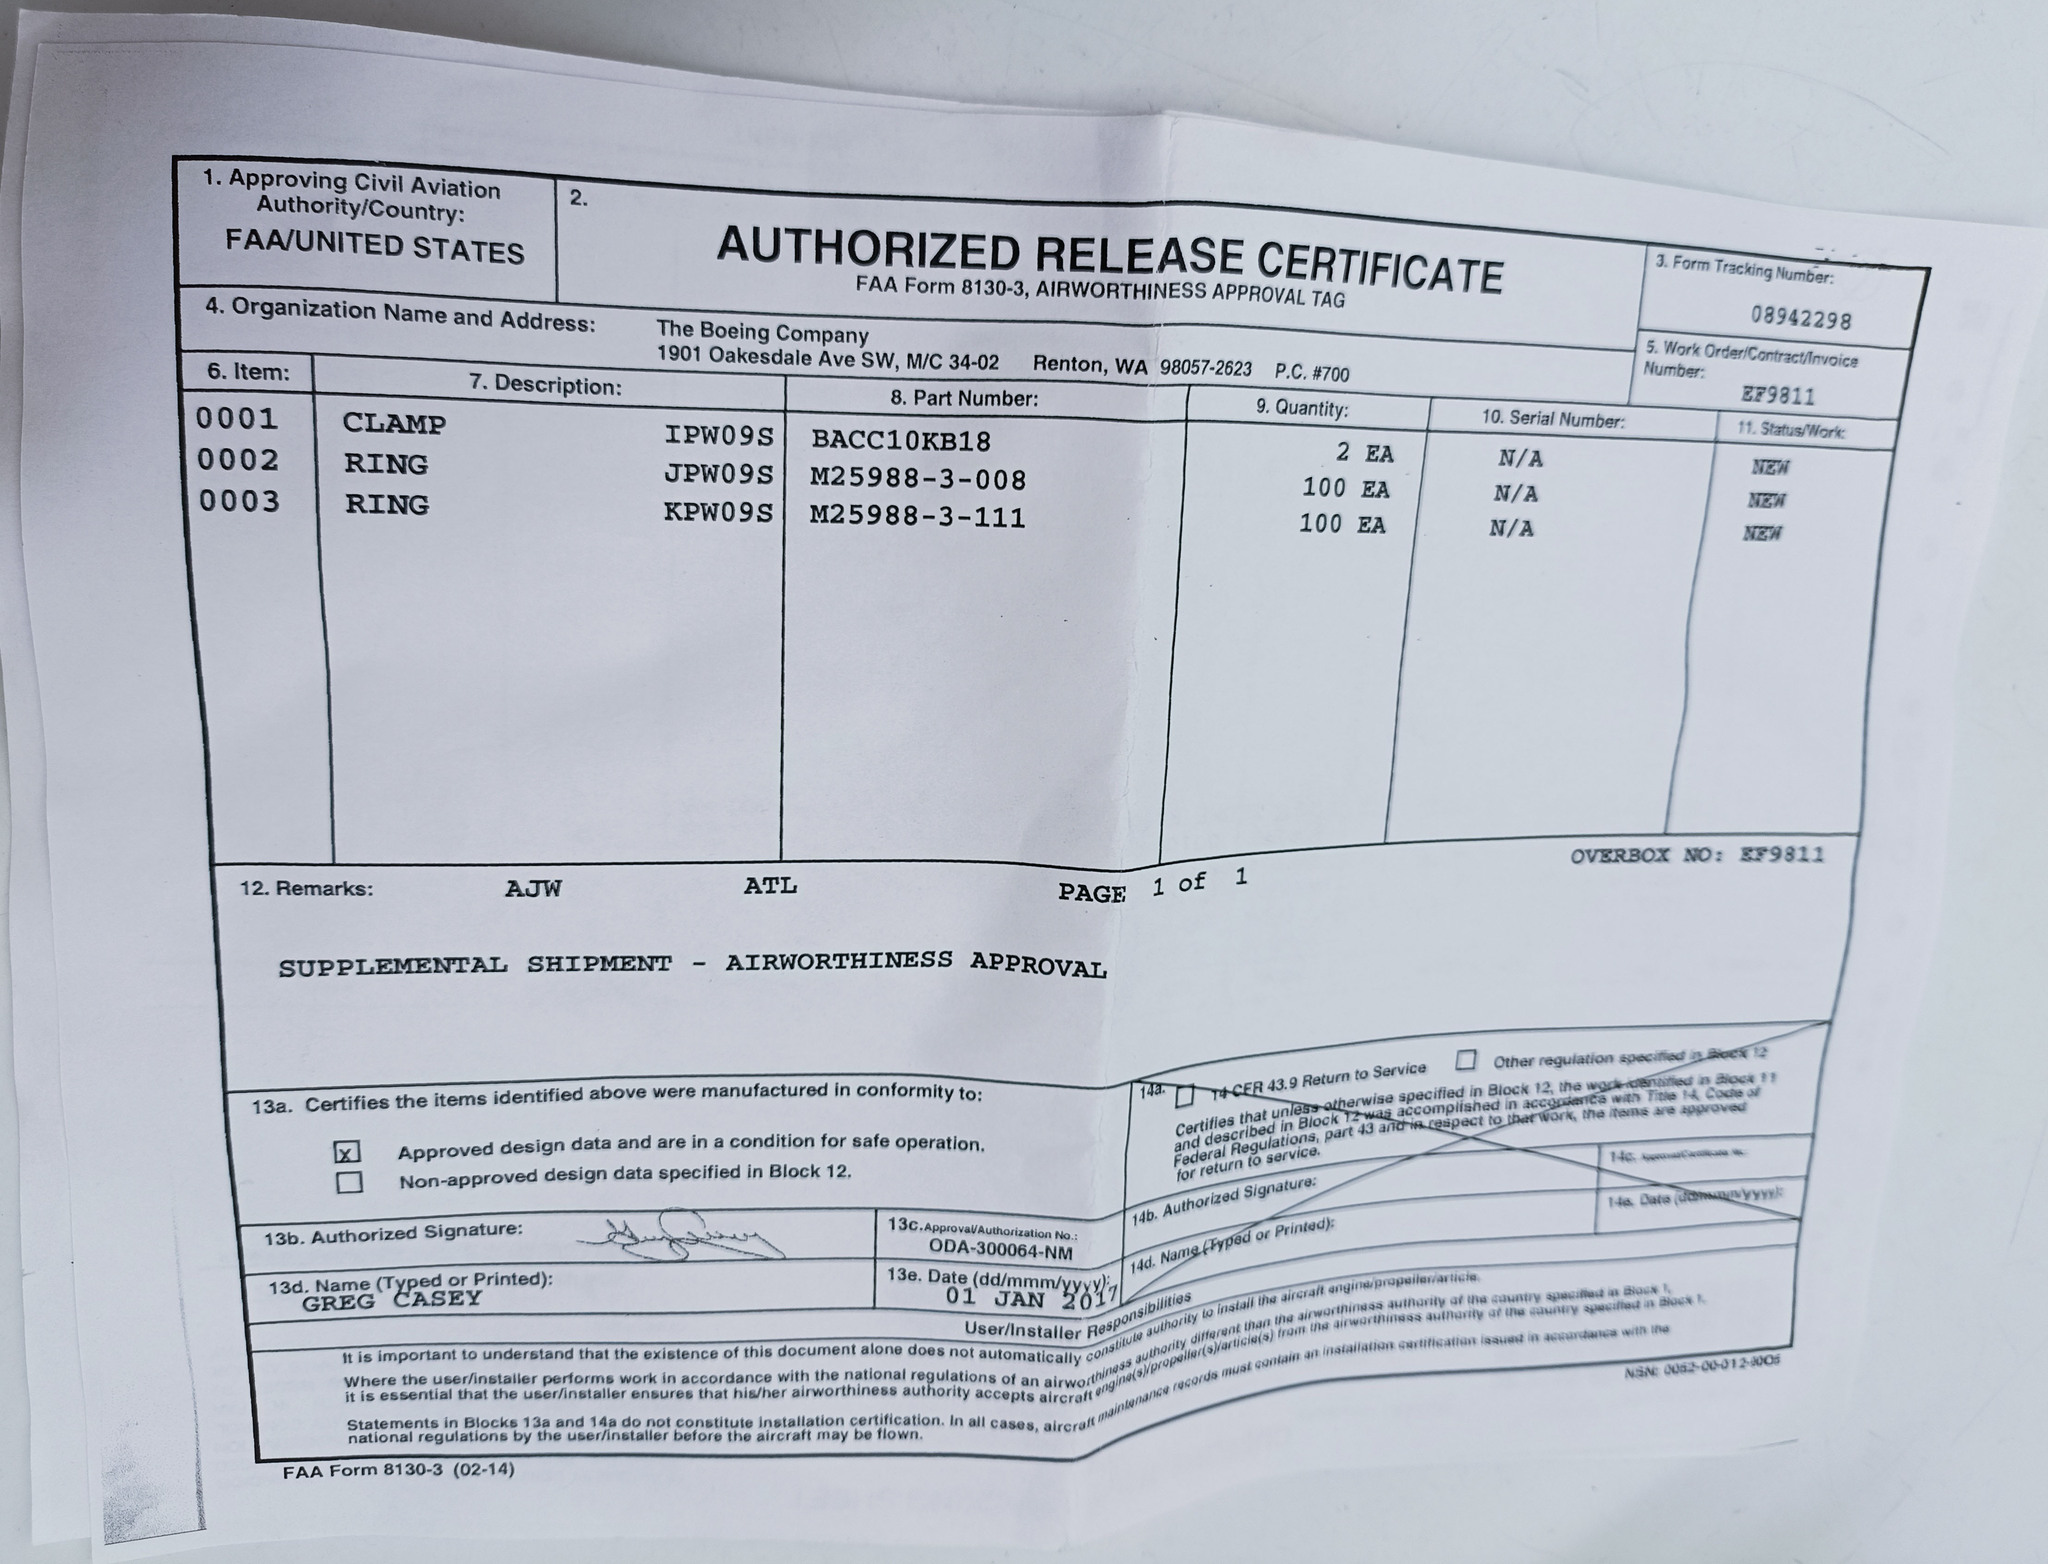 1. Approving Civil Aviation
Authority/Country:
FAA/UNITED STATES
2.
AUTHORIZED RELEASE CERTIFICATE
FAA Form 8130-3, AIRWORTHINESS APPROVAL TAG
3. Form Tracking Number:
08942298
4. Organization Name and Address:
The Boeing Company
1901 Oakesdale Ave SW, M/C 34-02 Renton, WA 98057-2623 P.C. #700
5. Work Order/Contract/Invoice
Number:
EF9811
6. Item: 7. Description: 8. Part Number: 9. Quantity: 10. Serial Number: 11. Status/Work:
0001 CLAMP IPW09S BACC10KB18 2 EA N/A NEW
0002 RING JPW09S M25988-3-008 100 EA N/A NEW
0003 RING KPW09S M25988-3-111 100 EA N/A NEW
12. Remarks: AJW ATL PAGE 1 of 1 OVERBOX NO: EF9811
SUPPLEMENTAL SHIPMENT - AIRWORTHINESS APPROVAL
13a. Certifies the items identified above were manufactured in conformity to:
x Approved design data and are in a condition for safe operation.
Non-approved design data specified in Block 12.
14a. 14 CFR 43.9 Return to Service Other regulation specified in Block 12
Certifies that unless otherwise specified in Block 12, the work identified in Block 11
and described in Block 12 was accomplished in accordance with Title 14, Code of
Federal Regulations, part 43 and in respect to that work, the items are approved
for return to service.
13b. Authorized Signature:
13c. Approval/Authorization No.:
ODA-300064-NM
14b. Authorized Signature:
14c. Approval/Certificate No.
13d. Name (Typed or Printed):
GREG CASEY
13e. Date (dd/mmm/yyyy):
01 JAN 2017
14d. Name (Typed or Printed):
14e. Date (dd/mmm/yyyy):
User/Installer Responsibilities
It is important to understand that the existence of this document alone does not automatically constitute authority to install the aircraft engine/propeller/article.
Where the user/installer performs work in accordance with the national regulations of an airworthiness authority different than the airworthiness authority of the country specified in Block 1,
it is essential that the user/installer ensures that his/her airworthiness authority accepts aircraft engine(s)/propeller(s)/article(s) from the airworthiness authority of the country specified in Block 1.
Statements in Blocks 13a and 14a do not constitute installation certification. In all cases, aircraft maintenance records must contain an installation certification issued in accordance with the
national regulations by the user/installer before the aircraft may be flown.
FAA Form 8130-3 (02-14)
NSN: 0052-00-012-9005